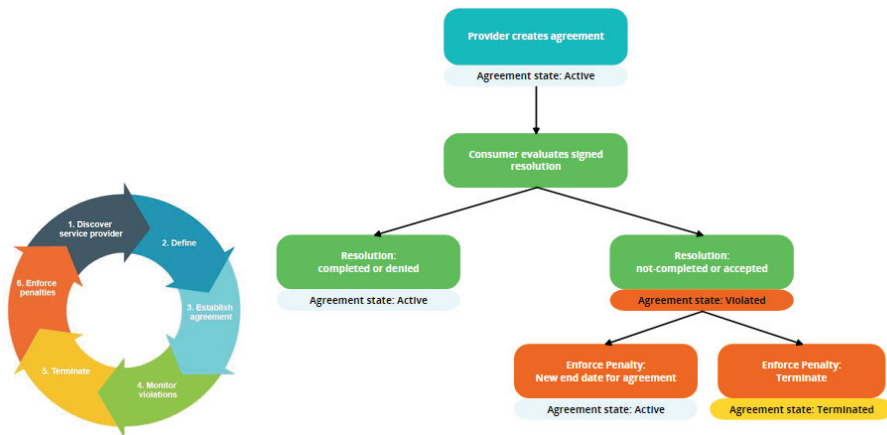 Provider creates agreement
Agreement state: Active
Consumer evaluates signed
resolution
Resolution:
completed or denied
Agreement state: Active
Resolution:
not-completed or accepted
Agreement state: Violated
Enforce Penalty:
New end date for agreement
Agreement state: Active
Enforce Penalty:
Terminate
Agreement state: Terminated
1. Discover
service provider
2. Define
3. Establish
agreement
4. Monitor
violations
5. Terminate
6. Enforce
penalties